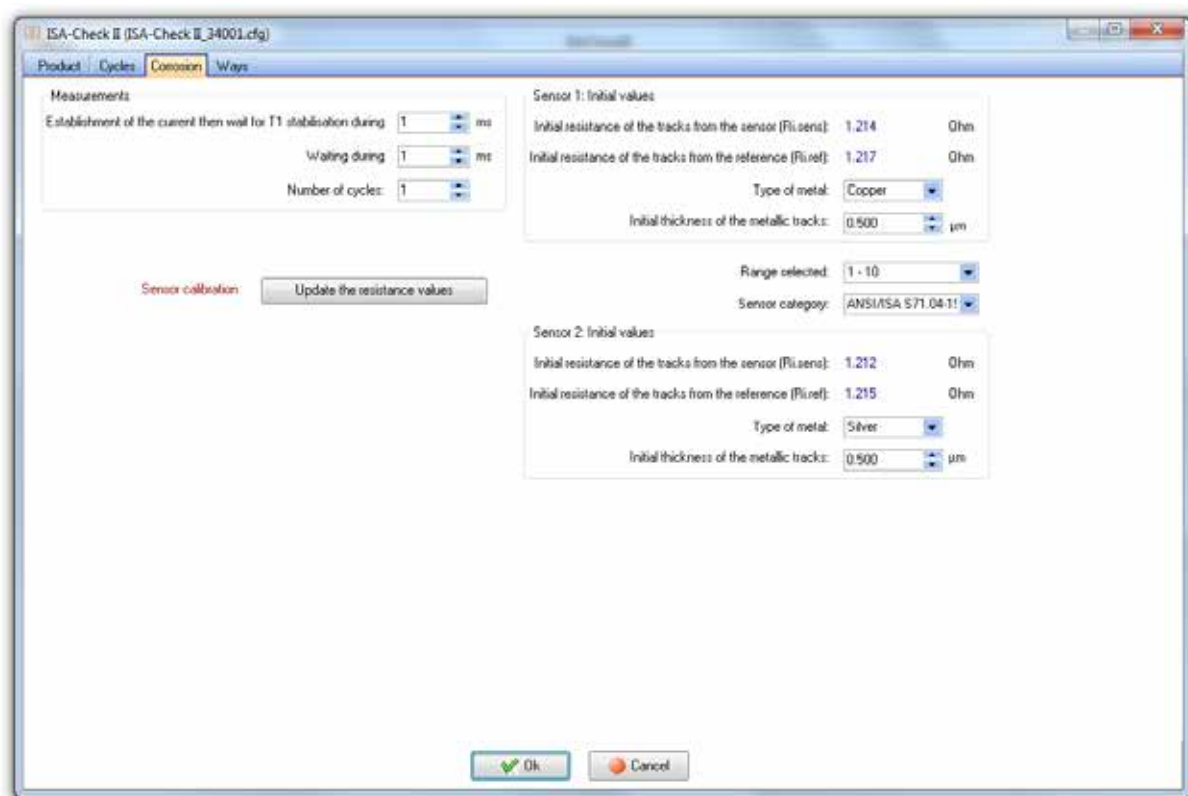 ISA-Check II (ISA-Check II_34001.cfg)
Product Cycles Corrosion Ways
Measurements
Establishment of the current then wait for T1 stabilisation during 1 ms
Waiting during 1 ms
Number of cycles: 1
Sensor calibration Update the resistance values
Sensor 1: Initial values
Initial resistance of the tracks from the sensor (Ri.sens): 1.214 Ohm
Initial resistance of the tracks from the reference (Ri.ref): 1.217 Ohm
Type of metal: Copper
Initial thickness of the metallic tracks: 0.500 µm
Range selected: 1 - 10
Sensor category: ANSI/ISA S71.04-19
Sensor 2: Initial values
Initial resistance of the tracks from the sensor (Ri.sens): 1.212 Ohm
Initial resistance of the tracks from the reference (Ri.ref): 1.215 Ohm
Type of metal: Silver
Initial thickness of the metallic tracks: 0.500 µm
Ok Cancel